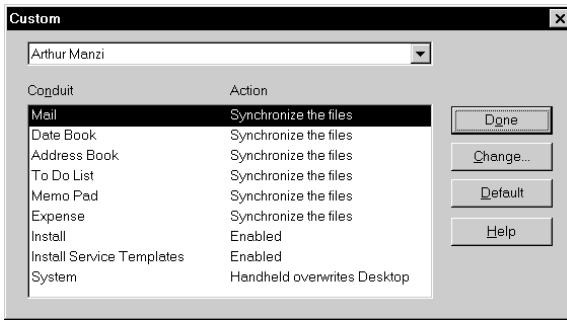 Custom
Arthur Manzi
Conduit Action
Mail Synchronize the files
Date Book Synchronize the files
Address Book Synchronize the files
To Do List Synchronize the files
Memo Pad Synchronize the files
Expense Synchronize the files
Install Enabled
Install Service Templates Enabled
System Handheld overwrites Desktop
Done
Change...
Default
Help